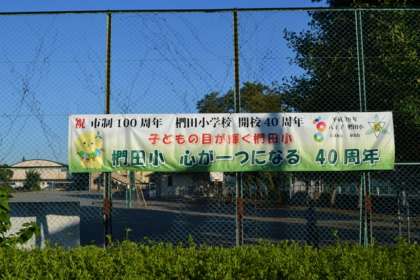 祝 市制100周年 椚田小学校 開校40周年
子どもの目が輝く椚田小
椚田小 心が一つになる 40周年